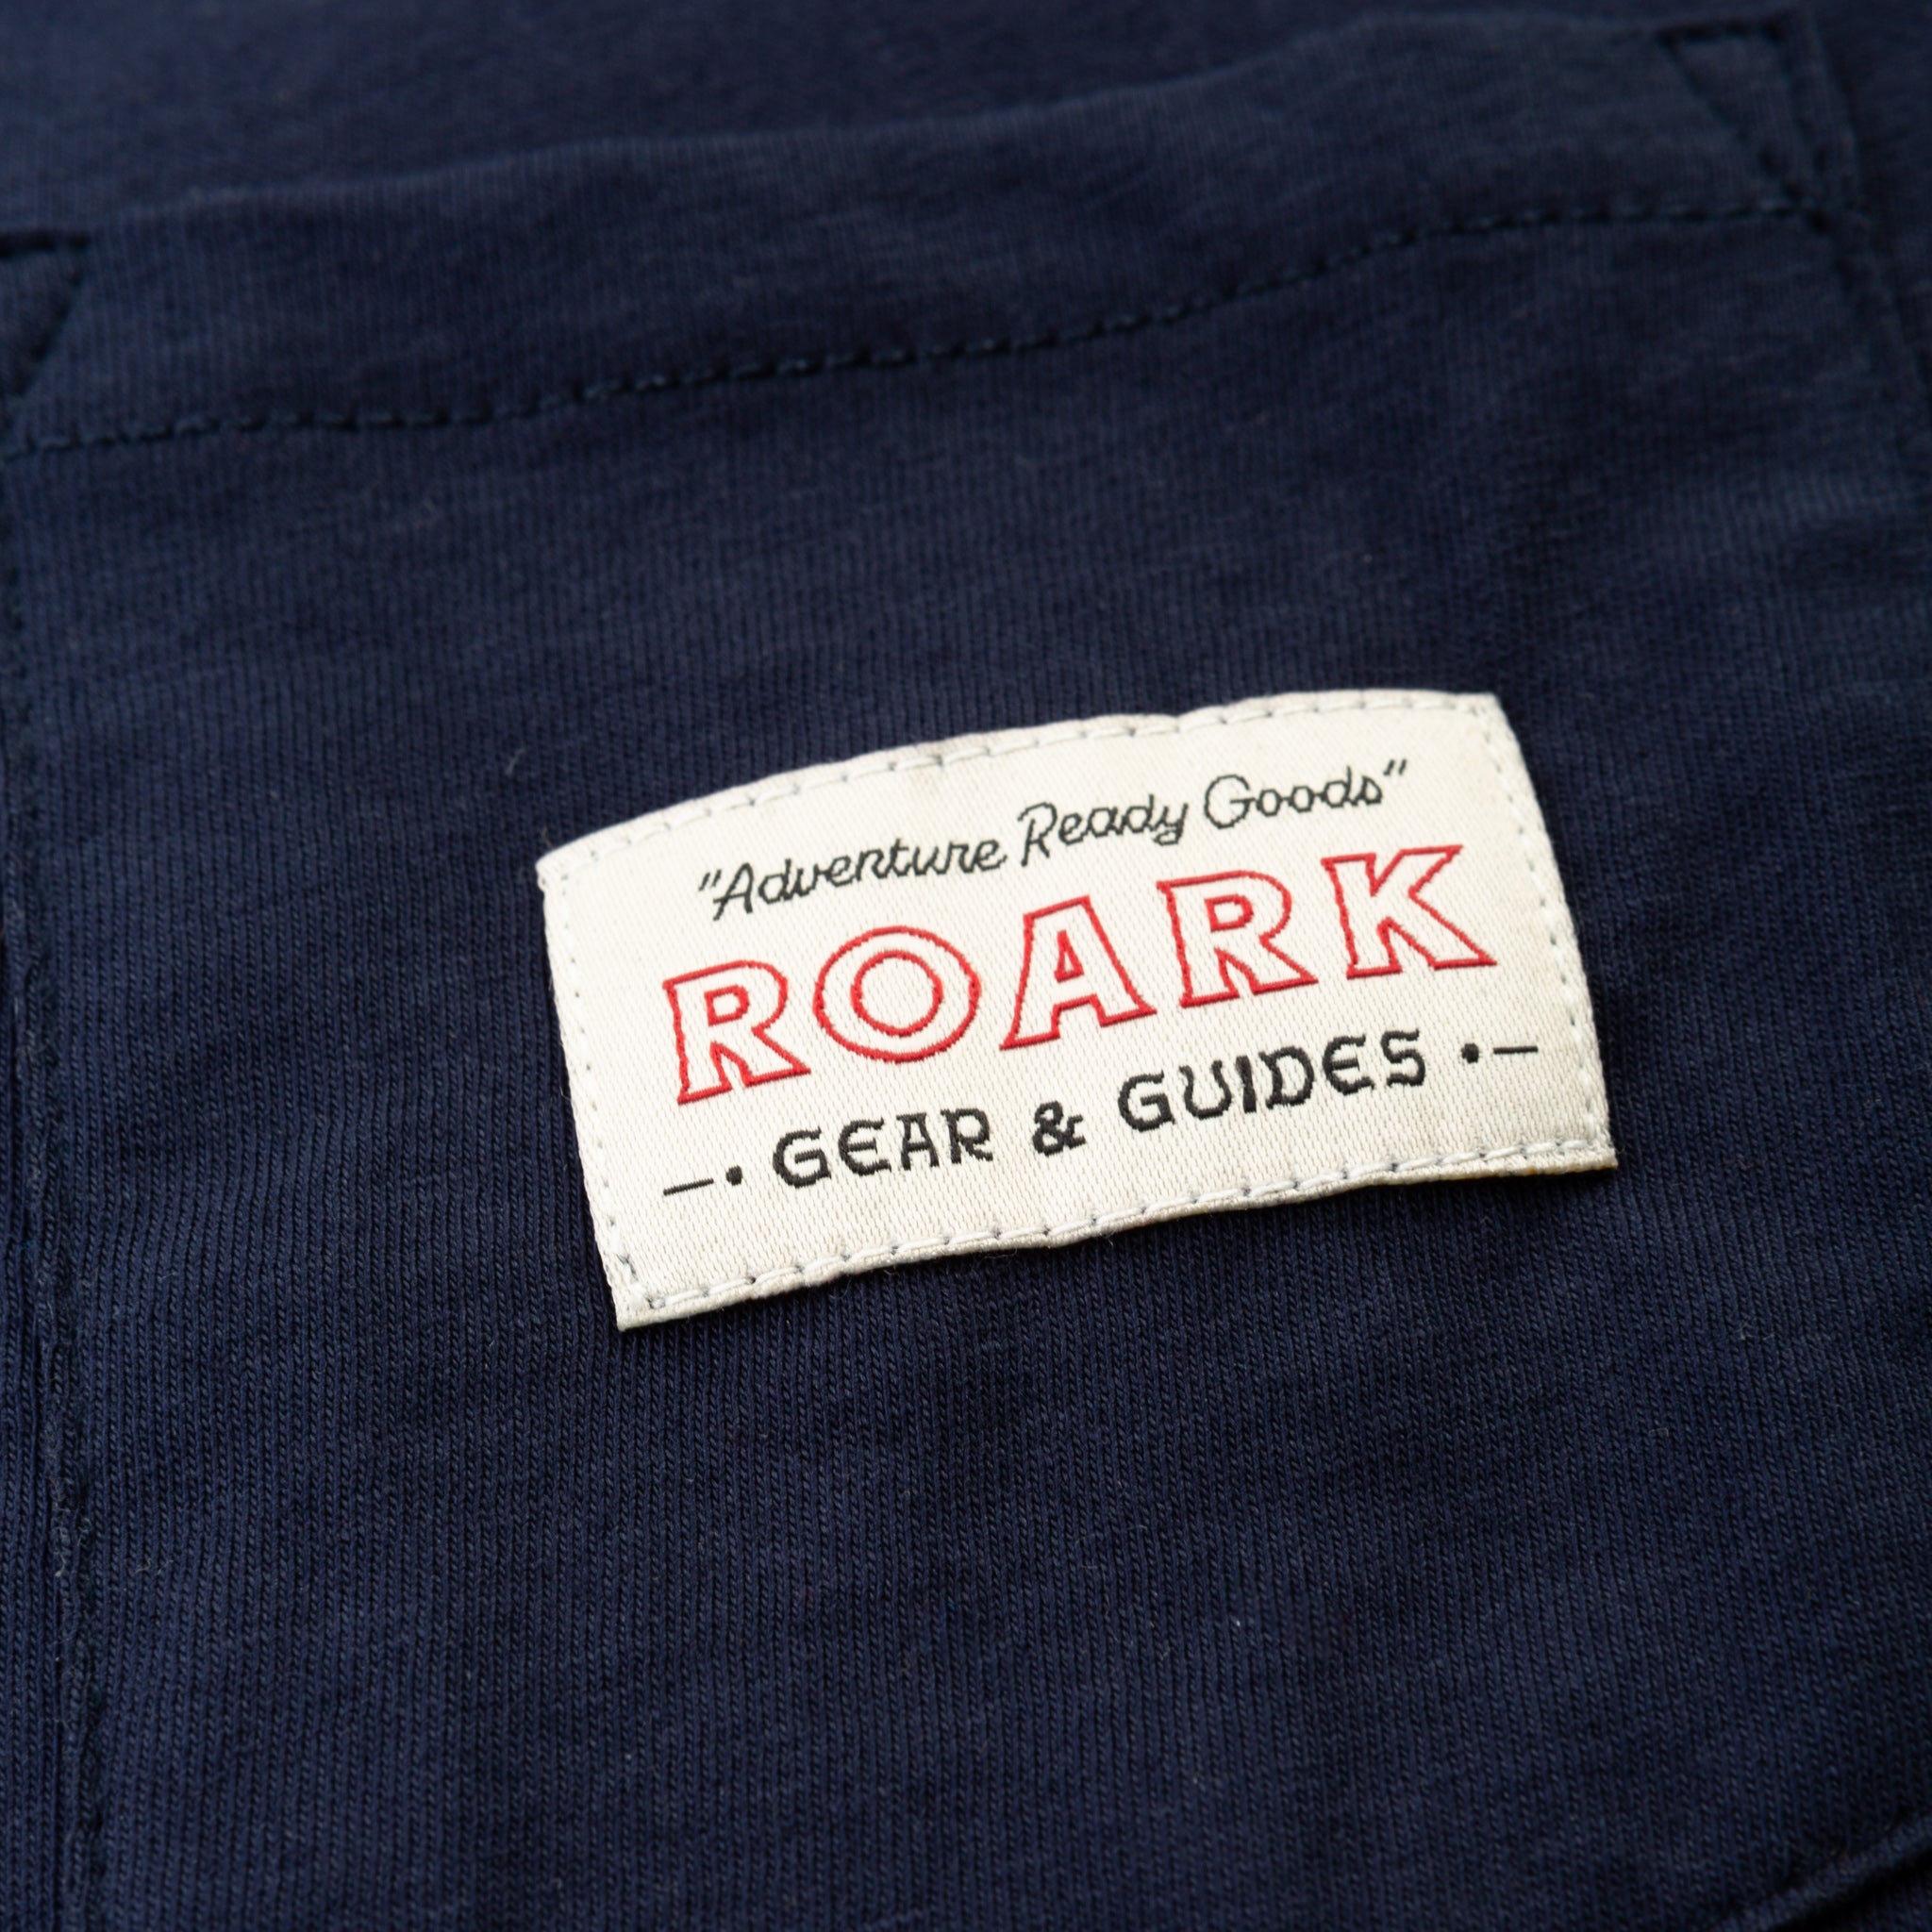 "Adventure Ready Goods"
ROARK
—• GEAR & GUIDES •—